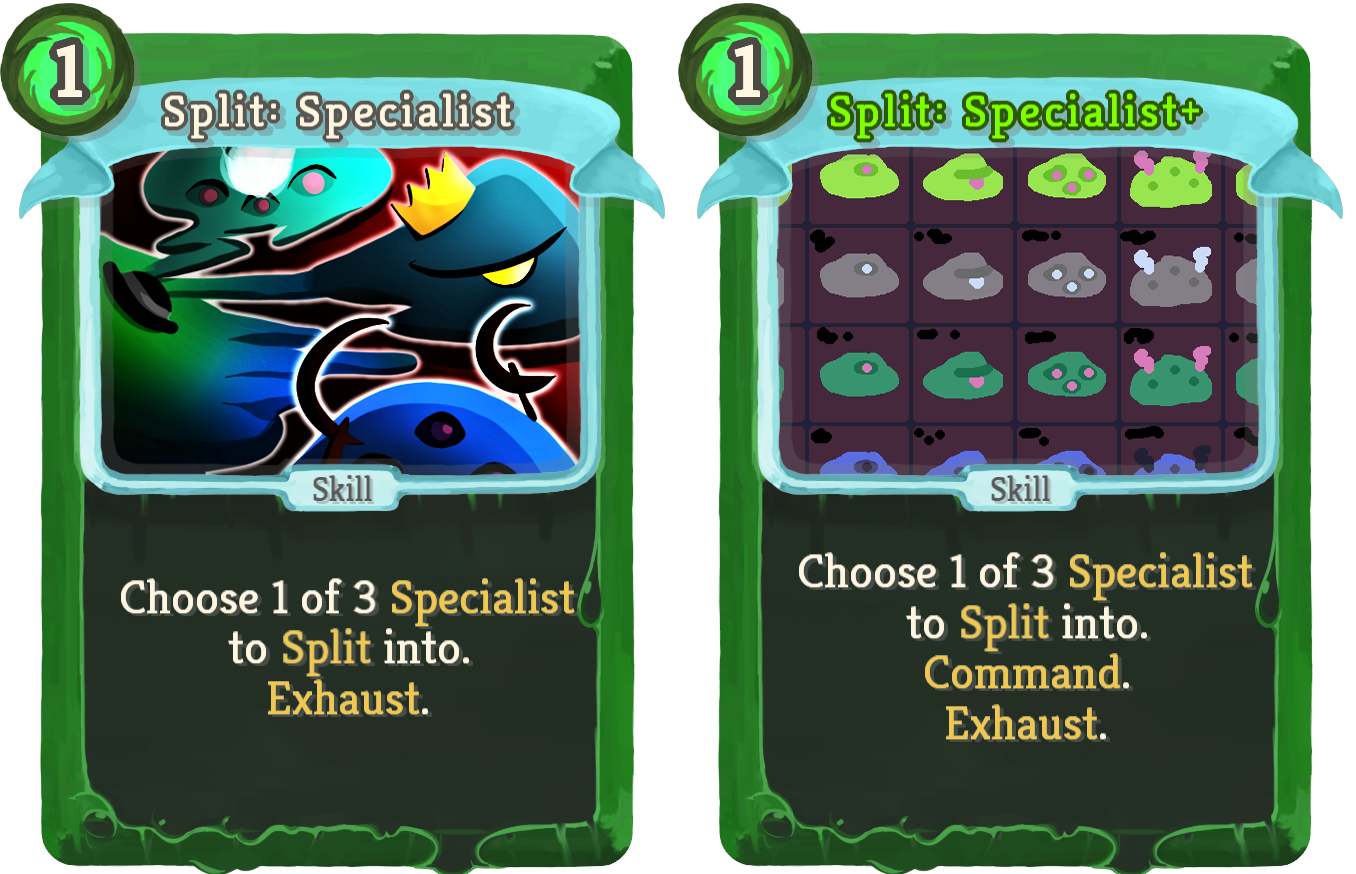 1
Split: Specialist
Skill
Choose 1 of 3 Specialist
to Split into.
Exhaust.
1
Split: Specialist+
Skill
Choose 1 of 3 Specialist
to Split into.
Command.
Exhaust.